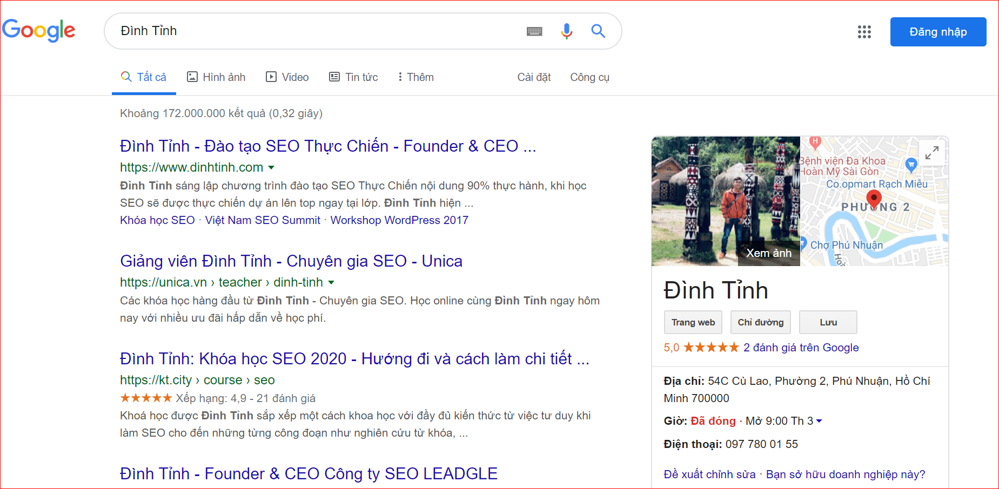 Google
Đình Tỉnh
Đăng nhập
Tất cả
Hình ảnh
Video
Tin tức
Thêm
Cài đặt
Công cụ
Khoảng 172.000.000 kết quả (0,32 giây)
Đình Tỉnh - Đào tạo SEO Thực Chiến - Founder & CEO ...
https://www.dinhtinh.com
Đình Tỉnh sáng lập chương trình đào tạo SEO Thực Chiến nội dung 90% thực hành, khi học
SEO sẽ được thực chiến dự án lên top ngay tại lớp. Đình Tỉnh hiện ...
Khóa học SEO · Việt Nam SEO Summit · Workshop WordPress 2017
Giảng viên Đình Tỉnh - Chuyên gia SEO - Unica
https://unica.vn › teacher › dinh-tinh
Các khóa học hàng đầu từ Đình Tỉnh - Chuyên gia SEO. Học online cùng Đình Tỉnh ngay hôm
nay với nhiều ưu đãi hấp dẫn về học phí.
Đình Tỉnh: Khóa học SEO 2020 - Hướng đi và cách làm chi tiết ...
https://kt.city › course › seo
★★★★★ Xếp hạng: 4,9 - 21 đánh giá
Khoá học được Đình Tỉnh sắp xếp một cách khoa học với đầy đủ kiến thức từ việc tư duy khi
làm SEO cho đến những từng công đoạn như nghiên cứu từ khóa, ...
Đình Tỉnh - Founder & CEO Công ty SEO LEADGLE
Xem ảnh
H
Bệnh viện Đa Khoa
Hoàn Mỹ Sài Gòn
Co.opmart Rạch Miễu
PHƯỜNG 2
Chợ Phú Nhuận
Đình Tỉnh
Trang web
Chỉ đường
Lưu
5,0 ★★★★★ 2 đánh giá trên Google
Địa chỉ: 54C Cù Lao, Phường 2, Phú Nhuận, Hồ Chí
Minh 700000
Giờ: Đã đóng · Mở 9:00 Th 3
Điện thoại: 097 780 01 55
Đề xuất chỉnh sửa · Bạn sở hữu doanh nghiệp này?